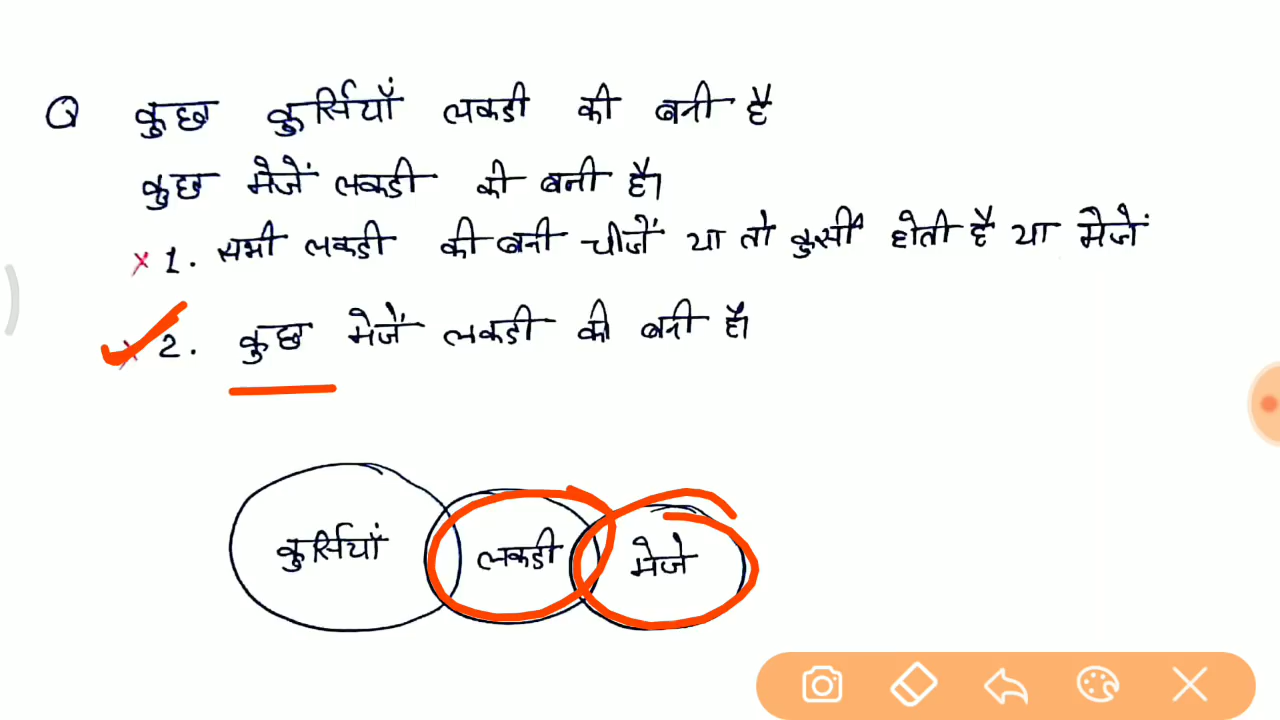 Q कुछ कुर्सियाँ लकडी की बनी है
कुछ मेजें लकडी की बनी है।
× 1. सभी लकडी की बनी चीजें या तो कुर्सी होती है या मेजें
× 2. कुछ मेजें लकडी की बनी है।
कुर्सियाँ लकडी मेजे